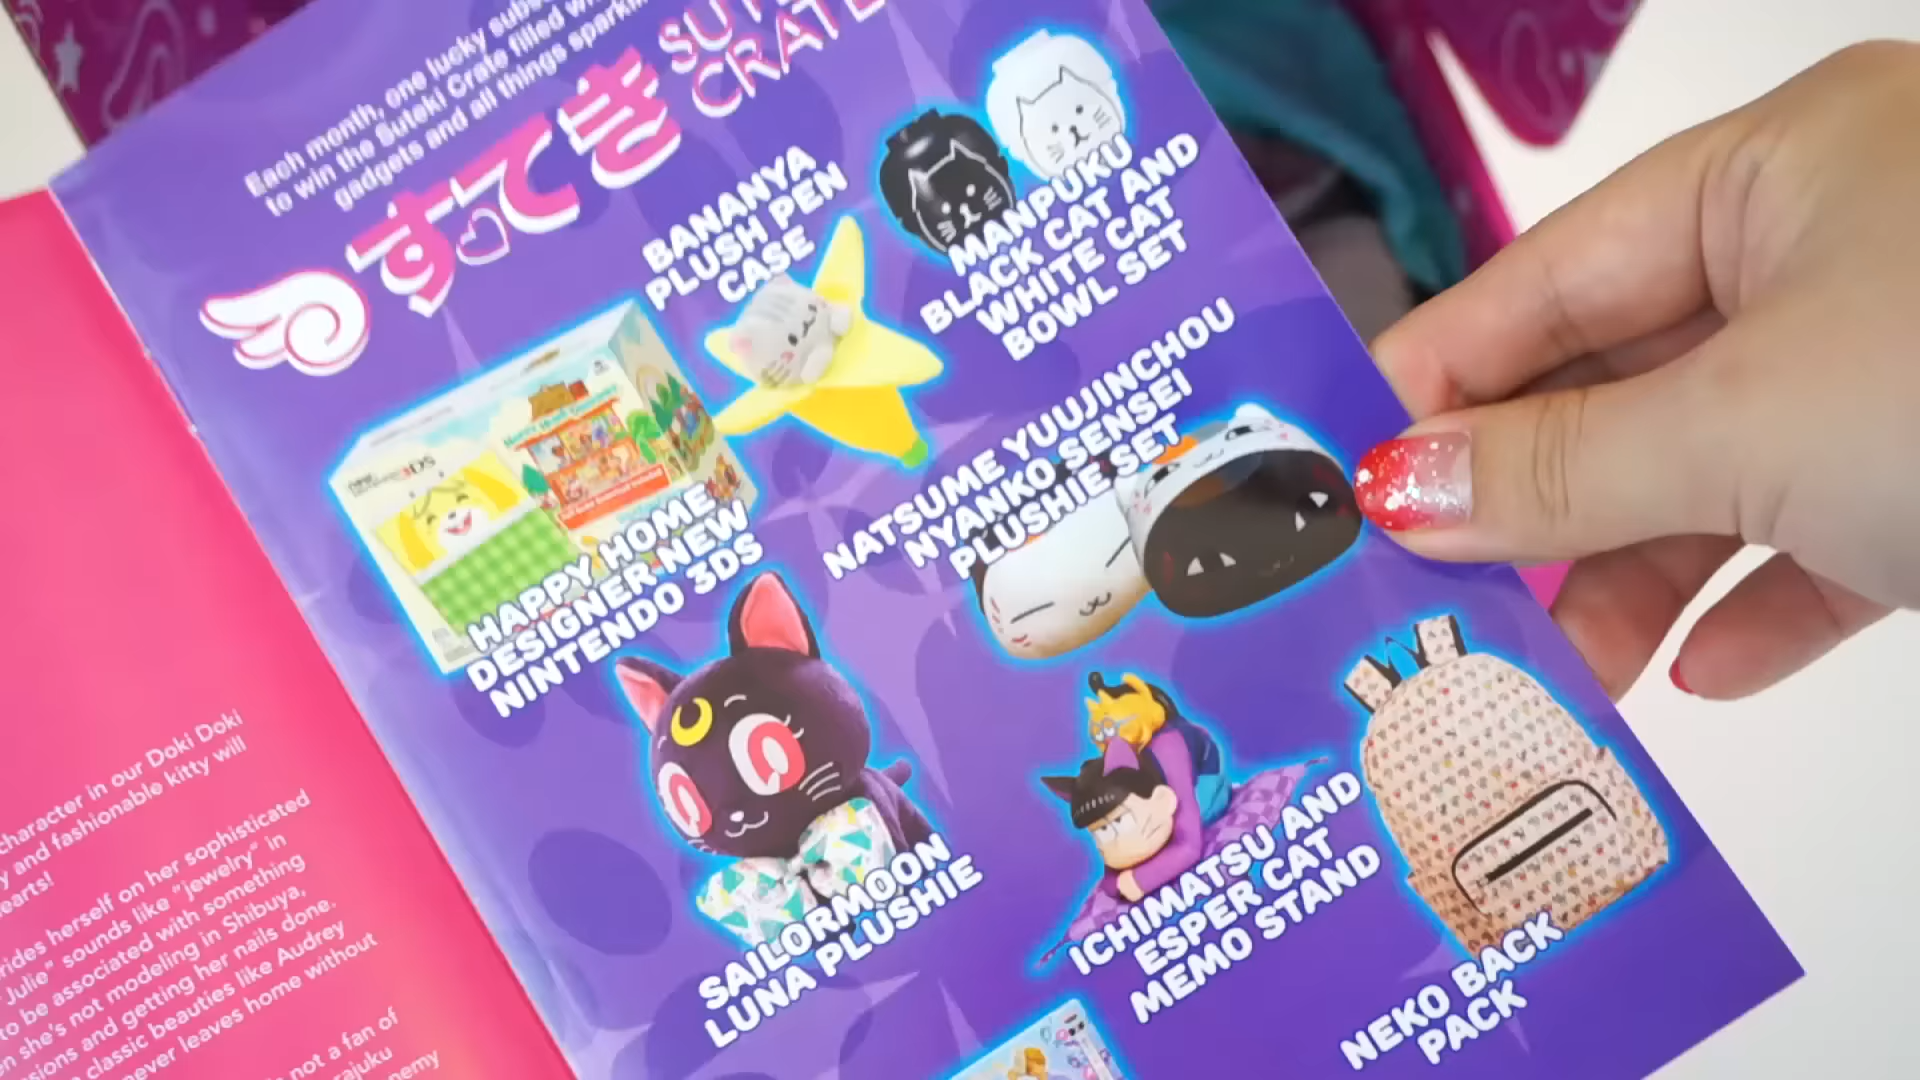 Each month, one lucky
to win the Suteki Crate filled
gadgets and all things
すてき
BANANYA
PLUSH PEN
CASE
MANPUKU
BLACK CAT AND
WHITE CAT
BOWL SET
HAPPY HOME
DESIGNER NEW
NINTENDO 3DS
NATSUME YUUJINCHOU
NYANKO SENSEI
PLUSHIE SET
SAILORMOON
LUNA PLUSHIE
ICHIMATSU AND
ESPER CAT
MEMO STAND
NEKO BACK
PACK
character in our Doki Doki
and fashionable kitty will
herself on her sophisticated
Julie" sounds like "jewelry" in
to be associated with something
she's not modeling in Shibuya,
and getting her nails done.
classic beauties like Audrey
never leaves home without
not a fan of